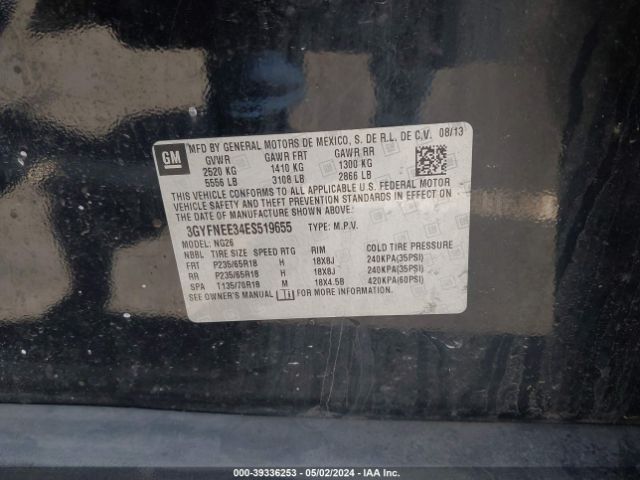 MFD BY GENERAL MOTORS DE MEXICO, S. DE R.L. DE C.V. 08/13
GM
GVWR GAWR FRT GAWR RR
2520 KG 1410 KG 1300 KG
5556 LB 3108 LB 2866 LB
THIS VEHICLE CONFORMS TO ALL APPLICABLE U.S. FEDERAL MOTOR
VEHICLE SAFETY AND THEFT PREVENTION STANDARDS IN EFFECT ON
THE DATE OF MANUFACTURE SHOWN ABOVE.
3GYFNEE34ES519655 TYPE: M.P.V.
MODEL: NG26
NBBL TIRE SIZE SPEED RTG RIM COLD TIRE PRESSURE
FRT P235/65R18 H 18X8J 240KPA(35PSI)
RR P235/65R18 H 18X8J 240KPA(35PSI)
SPA T135/70R18 M 18X4.5B 420KPA(60PSI)
SEE OWNER'S MANUAL i FOR MORE INFORMATION.
000-39336253 - 05/02/2024 - IAA Inc.